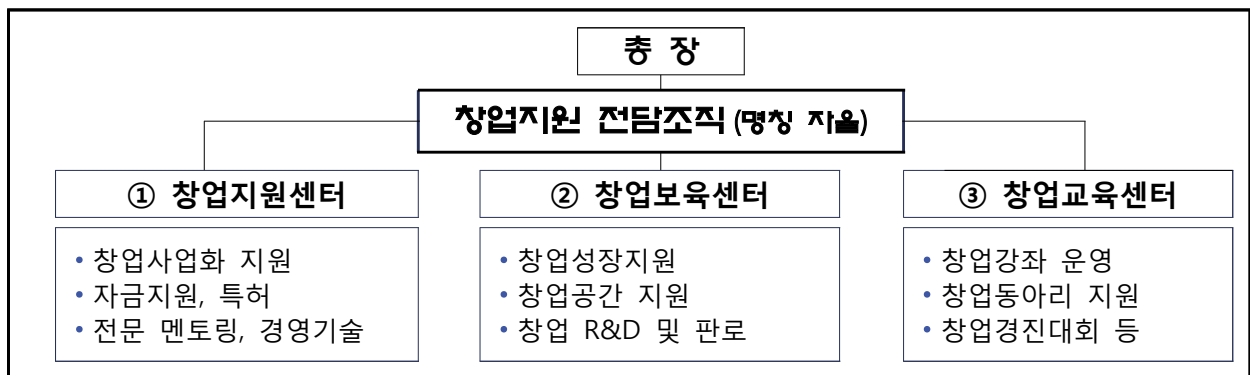 총 장
창업지원 전담조직 (명칭 자율)
① 창업지원센터
• 창업사업화 지원
• 자금지원, 특허
• 전문 멘토링, 경영기술
② 창업보육센터
• 창업성장지원
• 창업공간 지원
• 창업 R&D 및 판로
③ 창업교육센터
• 창업강좌 운영
• 창업동아리 지원
• 창업경진대회 등